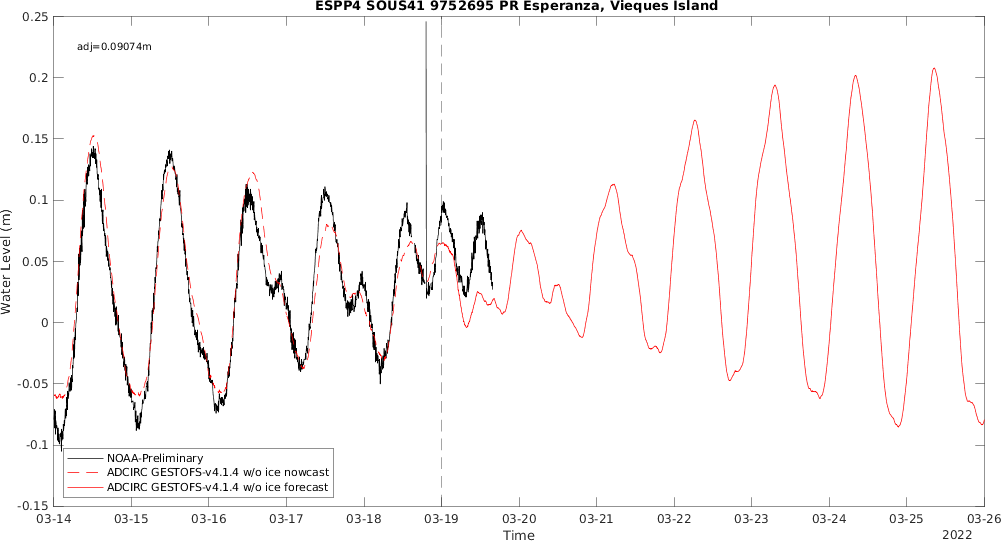 ESPP4 SOUS41 9752695 PR Esperanza, Vieques Island
0.25
adj=0.09074m
0.2
0.15
0.1
0.05
0
-0.05
-0.1
-0.15
Water Level (m)
NOAA-Preliminary
ADCIRC GESTOFS-v4.1.4 w/o ice nowcast
ADCIRC GESTOFS-v4.1.4 w/o ice forecast
03-14 03-15 03-16 03-17 03-18 03-19 03-20 03-21 03-22 03-23 03-24 03-25 03-26
Time
2022